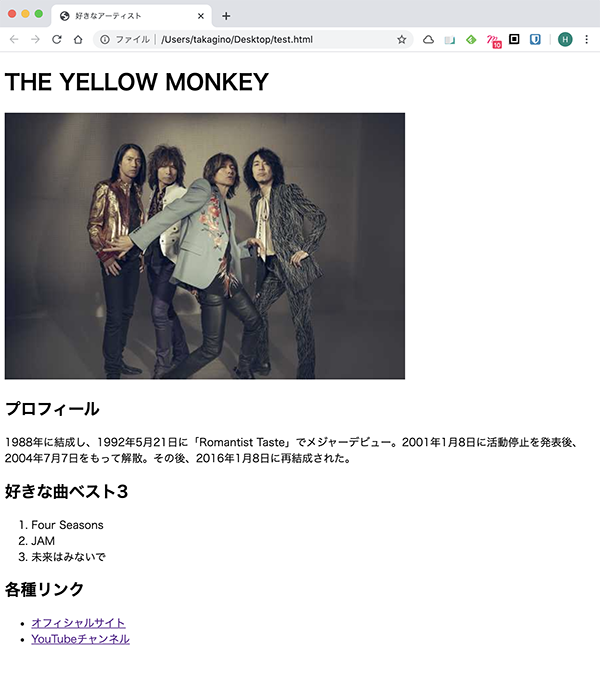 好きなアーティスト
ファイル | /Users/takagino/Desktop/test.html
10
H
THE YELLOW MONKEY
プロフィール
1988年に結成し、1992年5月21日に「Romantist Taste」でメジャーデビュー。2001年1月8日に活動停止を発表後、
2004年7月7日をもって解散。その後、2016年1月8日に再結成された。
好きな曲ベスト3
1. Four Seasons
2. JAM
3. 未来はみないで
各種リンク
• オフィシャルサイト
• YouTubeチャンネル